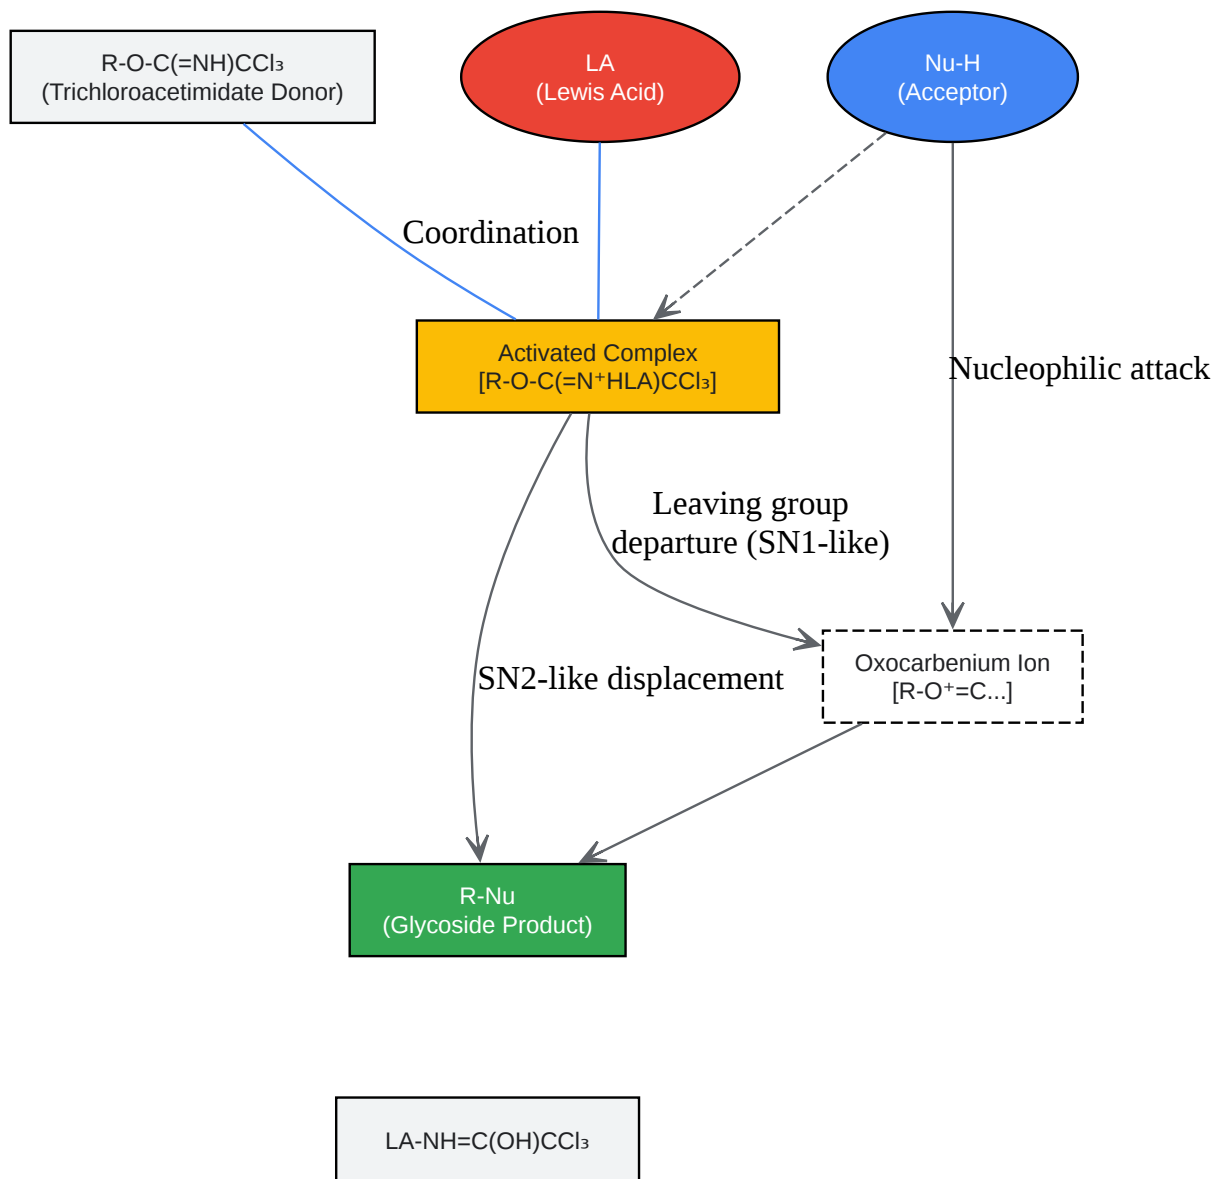 R-O-C(=NH)CCl₃
(Trichloroacetimidate Donor)
LA
(Lewis Acid)
Nu-H
(Acceptor)
Coordination
Activated Complex
[R-O-C(=N⁺HLA)CCl₃]
Nucleophilic attack
Leaving group
departure (SN1-like)
Oxocarbenium Ion
[R-O⁺=C...]
SN2-like displacement
R-Nu
(Glycoside Product)
LA-NH=C(OH)CCl₃